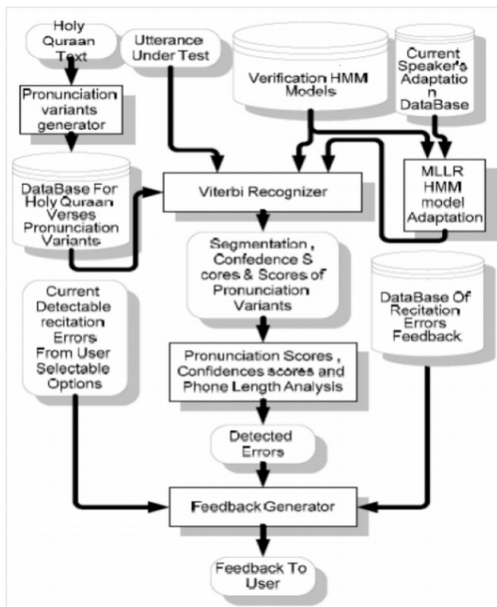 Holy Quraan
Text
Utterance
Under Test
Verification HMM
Models
Current
Speaker's
Adaptatio
n
DataBase
Pronunciation
variants
generator
DataBase For
Holy Quraan
Verses
Pronunciation
Variants
Viterbi Recognizer
MLLR
HMM
model
Adaptation
Segmentation ,
Confedence S
cores & Scores of
Pronunciation
Variants
Current
Detectable
recitation
Errors
From User
Selectable
Options
DataBase Of
Recitation
Errors
Feedback
Pronunciation Scores ,
Confidences scores and
Phone Length Analysis
Detected
Errors
Feedback Generator
Feedback To
User